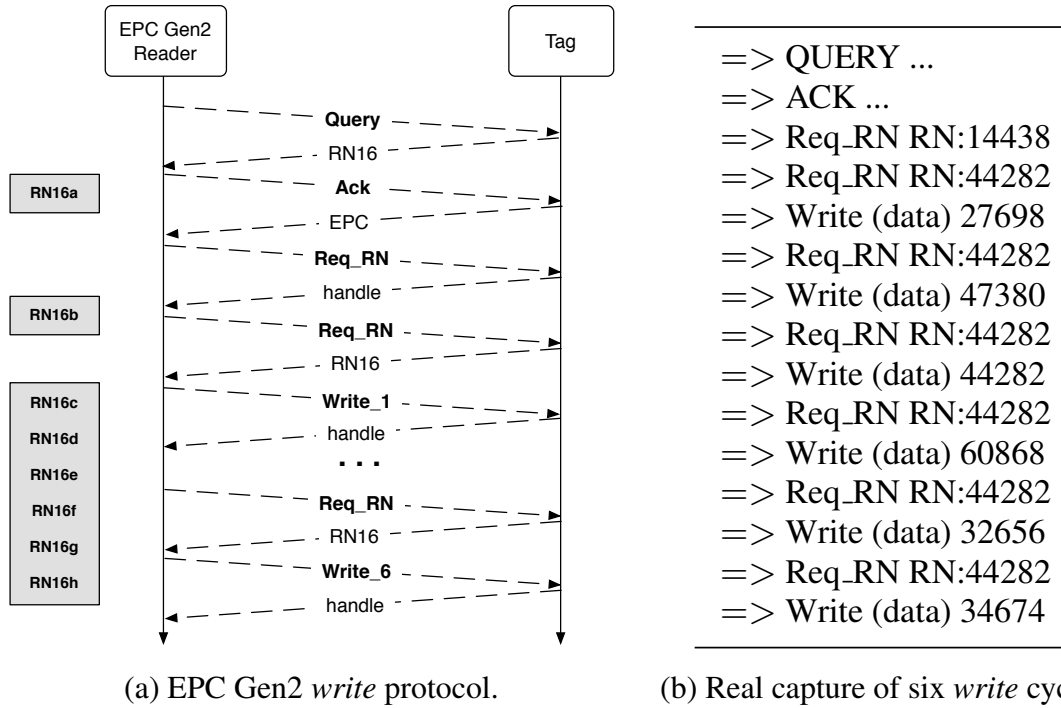 EPC Gen2
Reader
Tag
Query
RN16
RN16a
Ack
EPC
Req_RN
handle
RN16b
Req_RN
RN16
RN16c
Write_1
RN16d
handle
RN16e
. . .
RN16f
Req_RN
RN16
RN16g
Write_6
RN16h
handle
(a) EPC Gen2 write protocol.
=> QUERY ...
=> ACK ...
=> Req_RN RN:14438
=> Req_RN RN:44282
=> Write (data) 27698
=> Req_RN RN:44282
=> Write (data) 47380
=> Req_RN RN:44282
=> Write (data) 44282
=> Req_RN RN:44282
=> Write (data) 60868
=> Req_RN RN:44282
=> Write (data) 32656
=> Req_RN RN:44282
=> Write (data) 34674
(b) Real capture of six write cyc